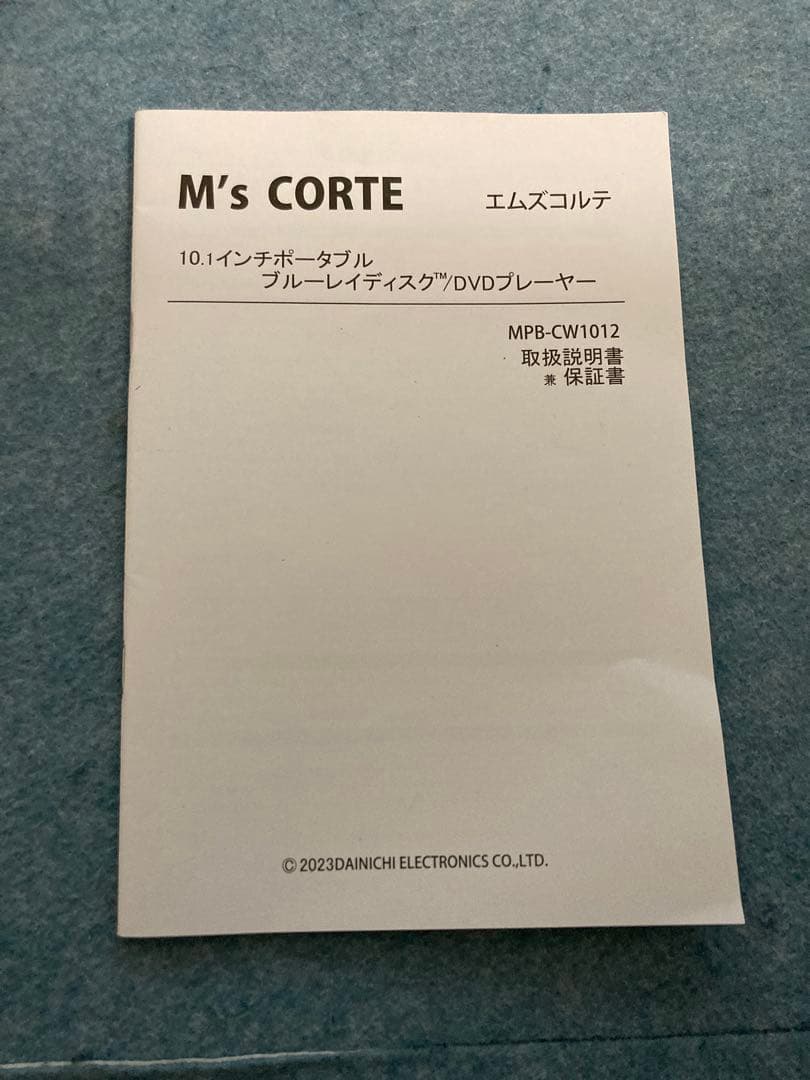 M's CORTE エムズコルテ
10.1インチポータブル
ブルーレイディスク™/DVDプレーヤー
MPB-CW1012
取扱説明書
兼 保証書
© 2023DAINICHI ELECTRONICS CO.,LTD.